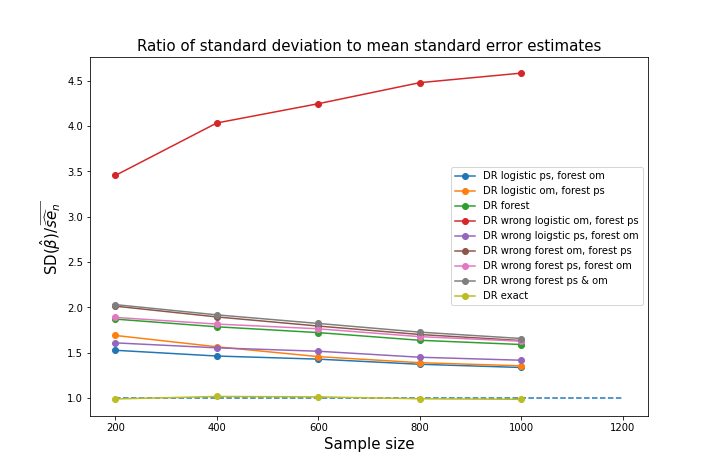 Ratio of standard deviation to mean standard error estimates
4.5
4.0
3.5
3.0
2.5
2.0
1.5
1.0
SD(β̂)/s̅e̅̂ₙ
DR logistic ps, forest om
DR logistic om, forest ps
DR forest
DR wrong logistic om, forest ps
DR wrong loigstic ps, forest om
DR wrong forest om, forest ps
DR wrong forest ps, forest om
DR wrong forest ps & om
DR exact
200 400 600 800 1000 1200
Sample size